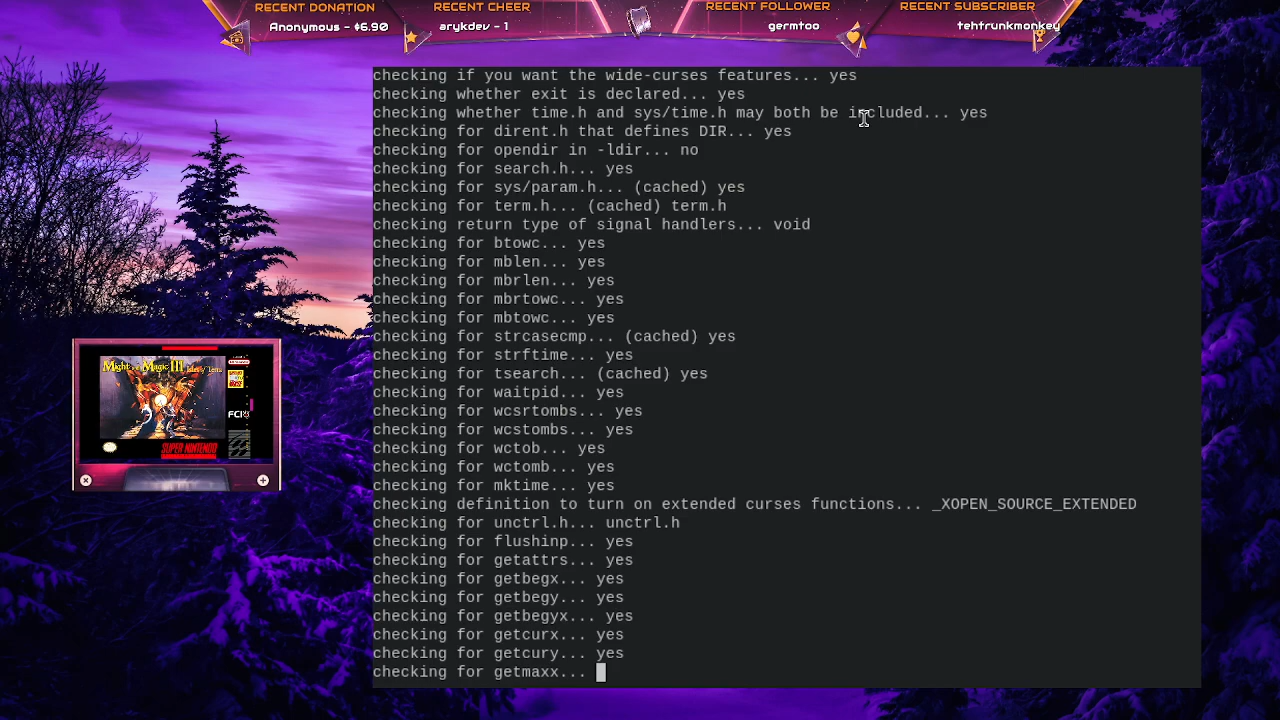 RECENT DONATION
Anonymous - $6.90
RECENT CHEER
arykdev - 1
RECENT FOLLOWER
germtoo
RECENT SUBSCRIBER
tehtrunkmonkey
checking if you want the wide-curses features... yes
checking whether exit is declared... yes
checking whether time.h and sys/time.h may both be included... yes
checking for dirent.h that defines DIR... yes
checking for opendir in -ldir... no
checking for search.h... yes
checking for sys/param.h... (cached) yes
checking for term.h... (cached) term.h
checking return type of signal handlers... void
checking for btowc... yes
checking for mblen... yes
checking for mbrlen... yes
checking for mbrtowc... yes
checking for mbtowc... yes
checking for strcasecmp... (cached) yes
checking for strftime... yes
checking for tsearch... (cached) yes
checking for waitpid... yes
checking for wcsrtombs... yes
checking for wcstombs... yes
checking for wctob... yes
checking for wctomb... yes
checking for mktime... yes
checking definition to turn on extended curses functions... _XOPEN_SOURCE_EXTENDED
checking for unctrl.h... unctrl.h
checking for flushinp... yes
checking for getattrs... yes
checking for getbegx... yes
checking for getbegy... yes
checking for getbegyx... yes
checking for getcurx... yes
checking for getcury... yes
checking for getmaxx...
Might and Magic III
FCI
SUPER NINTENDO